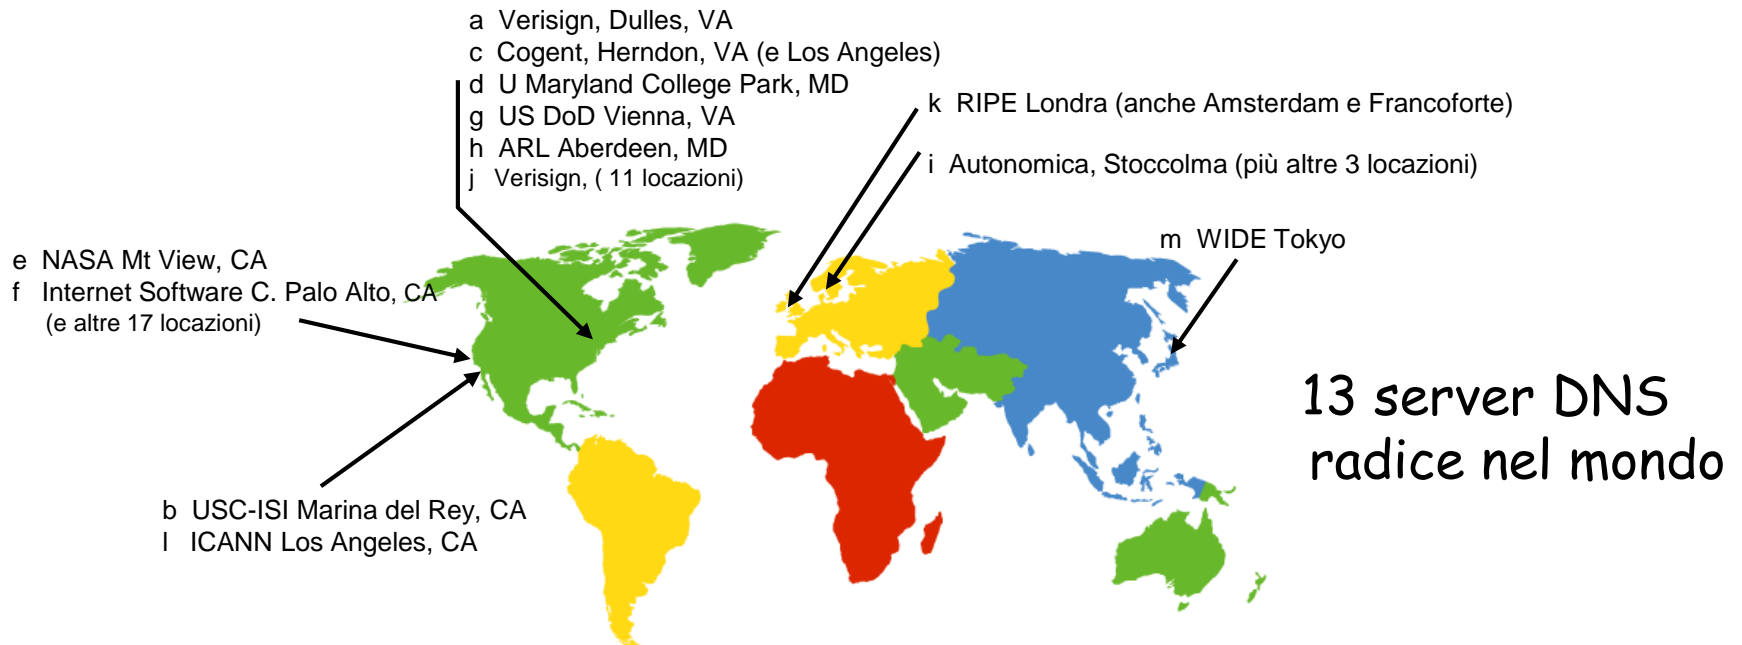 a Verisign, Dulles, VA
c Cogent, Herndon, VA (e Los Angeles)
d U Maryland College Park, MD
g US DoD Vienna, VA
h ARL Aberdeen, MD
j Verisign, ( 11 locazioni)
k RIPE Londra (anche Amsterdam e Francoforte)
i Autonomica, Stoccolma (più altre 3 locazioni)
m WIDE Tokyo
e NASA Mt View, CA
f Internet Software C. Palo Alto, CA
(e altre 17 locazioni)
b USC-ISI Marina del Rey, CA
l ICANN Los Angeles, CA
13 server DNS
radice nel mondo